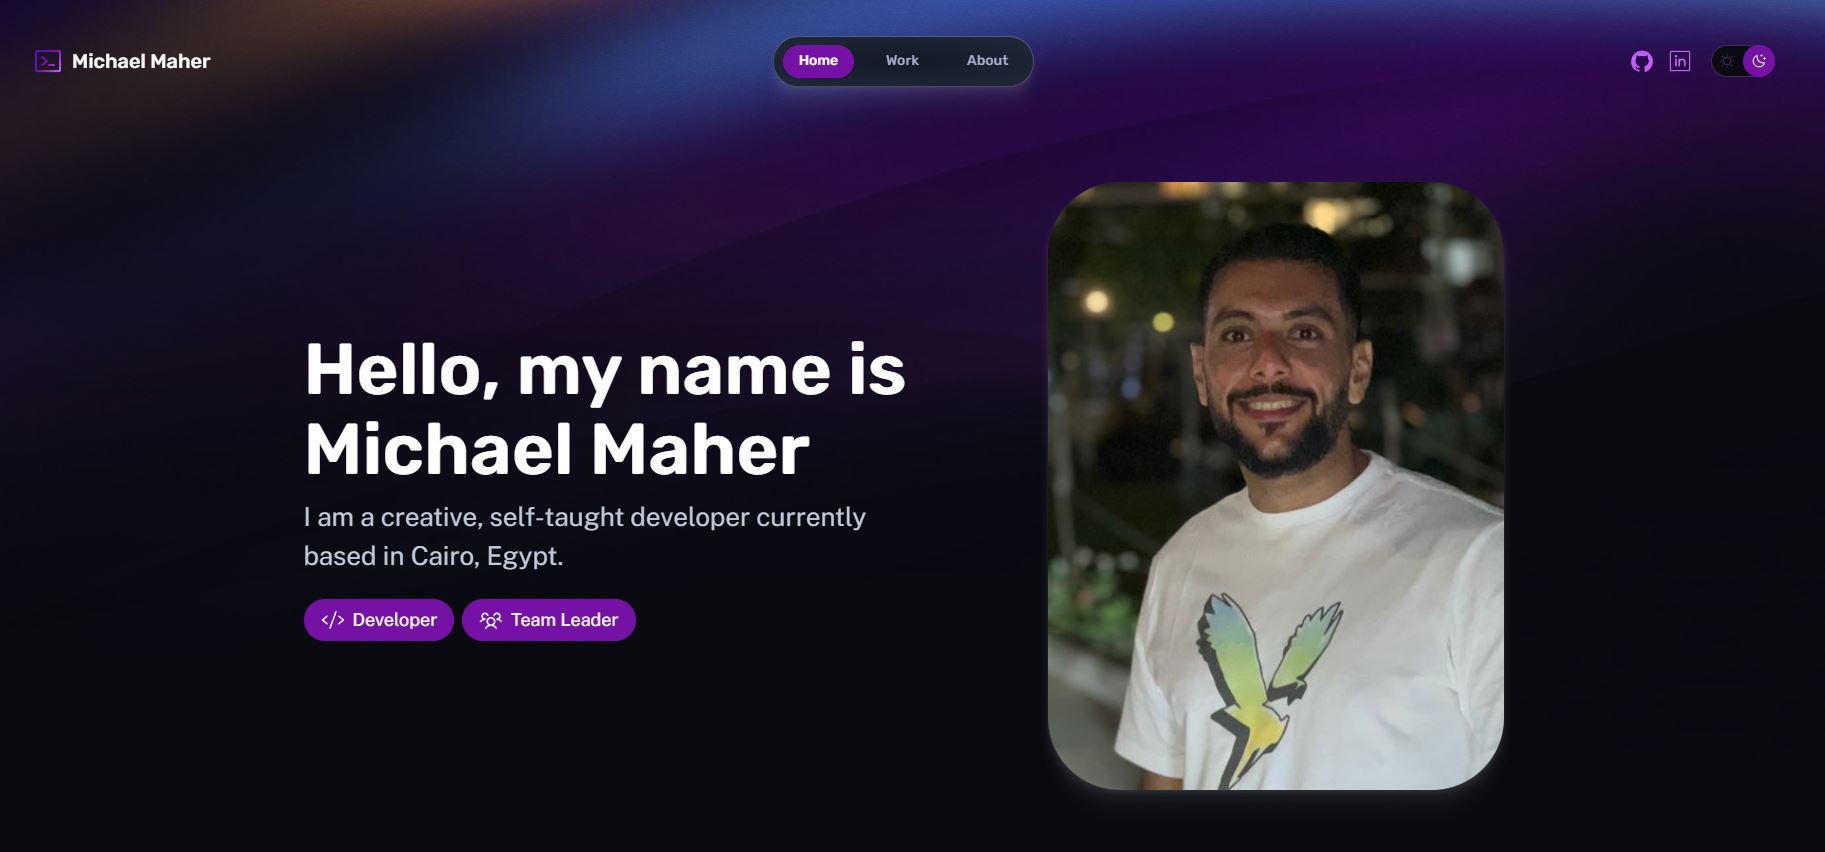 Michael Maher
Home
Work
About
in
Hello, my name is
Michael Maher
I am a creative, self-taught developer currently
based in Cairo, Egypt.
</> Developer
Team Leader